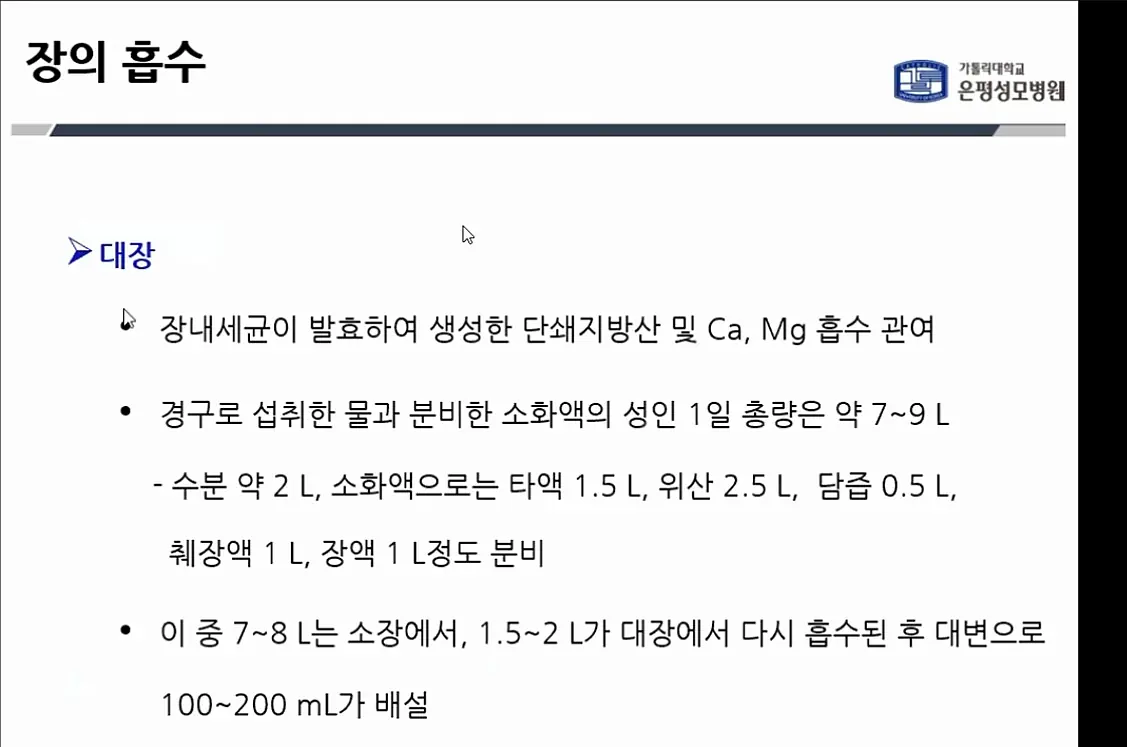 장의 흡수
가톨릭대학교
은평성모병원
➢대장
장내세균이 발효하여 생성한 단쇄지방산 및 Ca, Mg 흡수 관여
• 경구로 섭취한 물과 분비한 소화액의 성인 1일 총량은 약 7~9 L
- 수분 약 2 L, 소화액으로는 타액 1.5 L, 위산 2.5 L, 담즙 0.5 L,
췌장액 1 L, 장액 1 L정도 분비
• 이 중 7~8 L는 소장에서, 1.5~2 L가 대장에서 다시 흡수된 후 대변으로
100~200 mL가 배설